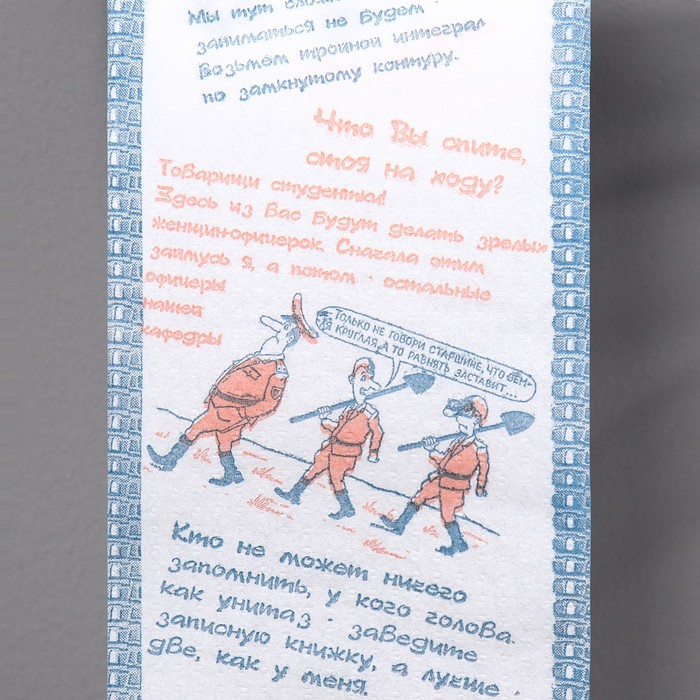 Мы тут
заниматься не будем
Возьмем тройной интеграл
по замкнутому контуру.
Что Вы спите,
стоя на ходу?
Товарищи студентки!
Здесь из Вас будут делать зрелых
женщин-офицерок. Сначала этим
займусь я, а потом - остальные
офицеры
нашей
кафедры
ТОЛЬКО НЕ ГОВОРИ СТАРШИНЕ, ЧТО ЗЕМ-
ЛЯ КРУГЛАЯ, А ТО РАВНЯТЬ ЗАСТАВИТ...
Кто не может ничего
запомнить, у кого голова.
как унитаз - заведите
записную книжку, а лучше
две, как у меня.